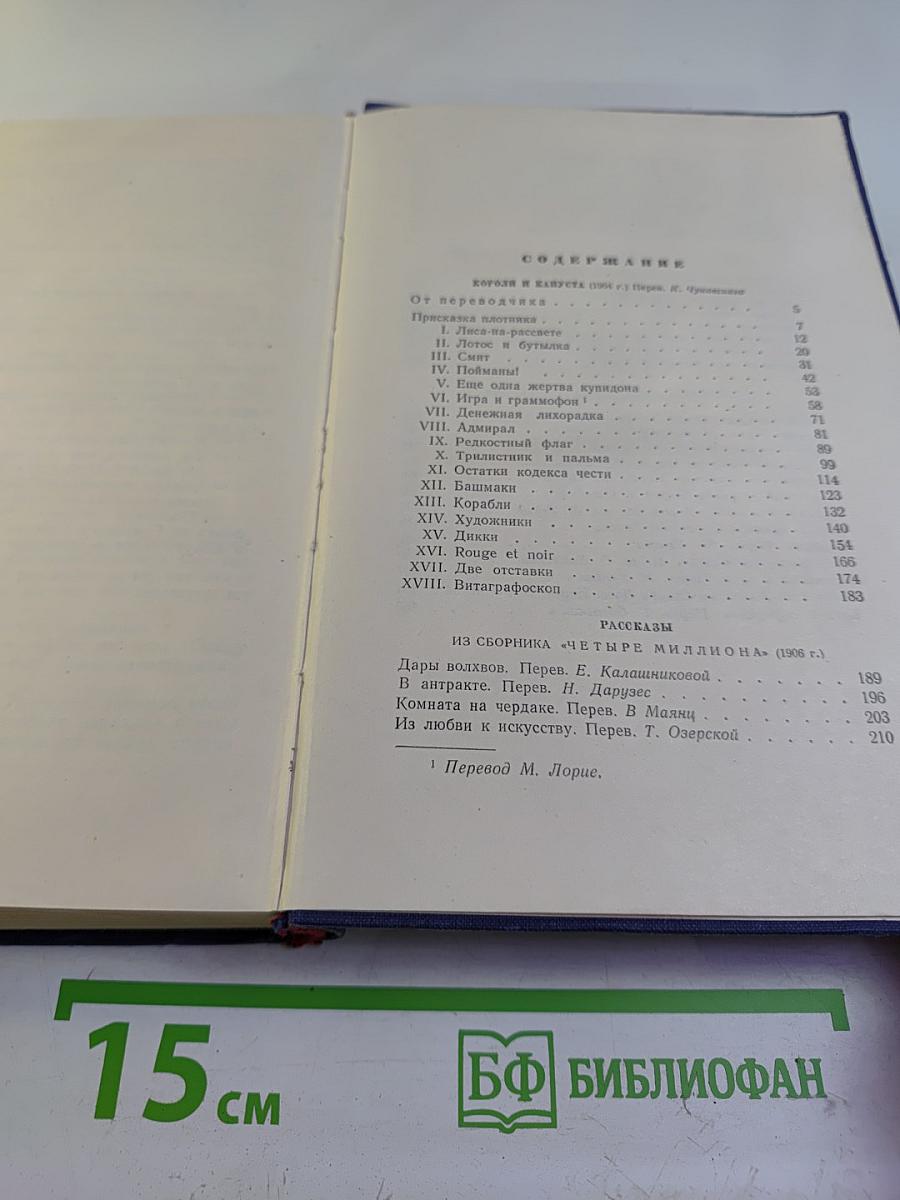 СОДЕРЖАНИЕ
КОРОЛИ И КАПУСТА (1904 г.) Перев. К. Чуковского
От переводчика . . . . . . . . . . . 5
Присказка плотника . . . . . . . . . . . 7
I. Лиса-на-рассвете . . . . . . . . . . 12
II. Лотос и бутылка . . . . . . . . . . 20
III. Смит . . . . . . . . . . 31
IV. Пойманы! . . . . . . . . . . 42
V. Еще одна жертва купидона . . . . . . . 53
VI. Игра и граммофон ¹ . . . . . . . . . 58
VII. Денежная лихорадка . . . . . . . . . 71
VIII. Адмирал . . . . . . . . . . 81
IX. Редкостный флаг . . . . . . . . . . 89
X. Трилистник и пальма . . . . . . . . . 99
XI. Остатки кодекса чести . . . . . . . . . 114
XII. Башмаки . . . . . . . . . . 123
XIII. Корабли . . . . . . . . . . 132
XIV. Художники . . . . . . . . . . 140
XV. Дикки . . . . . . . . . . 154
XVI. Rouge et noir . . . . . . . . . . 166
XVII. Две отставки . . . . . . . . . . 174
XVIII. Витаграфоскоп . . . . . . . . . . 183
РАССКАЗЫ
ИЗ СБОРНИКА «ЧЕТЫРЕ МИЛЛИОНА» (1906 г.)
Дары волхвов. Перев. Е. Калашниковой . . . . . . . 189
В антракте. Перев. Н. Дарузес . . . . . . . . . 196
Комната на чердаке. Перев. В Маянц . . . . . . . . 203
Из любви к искусству. Перев. Т. Озерской . . . . . . 210
¹ Перевод М. Лорие.
15 см
БФ БИБЛИОФАН